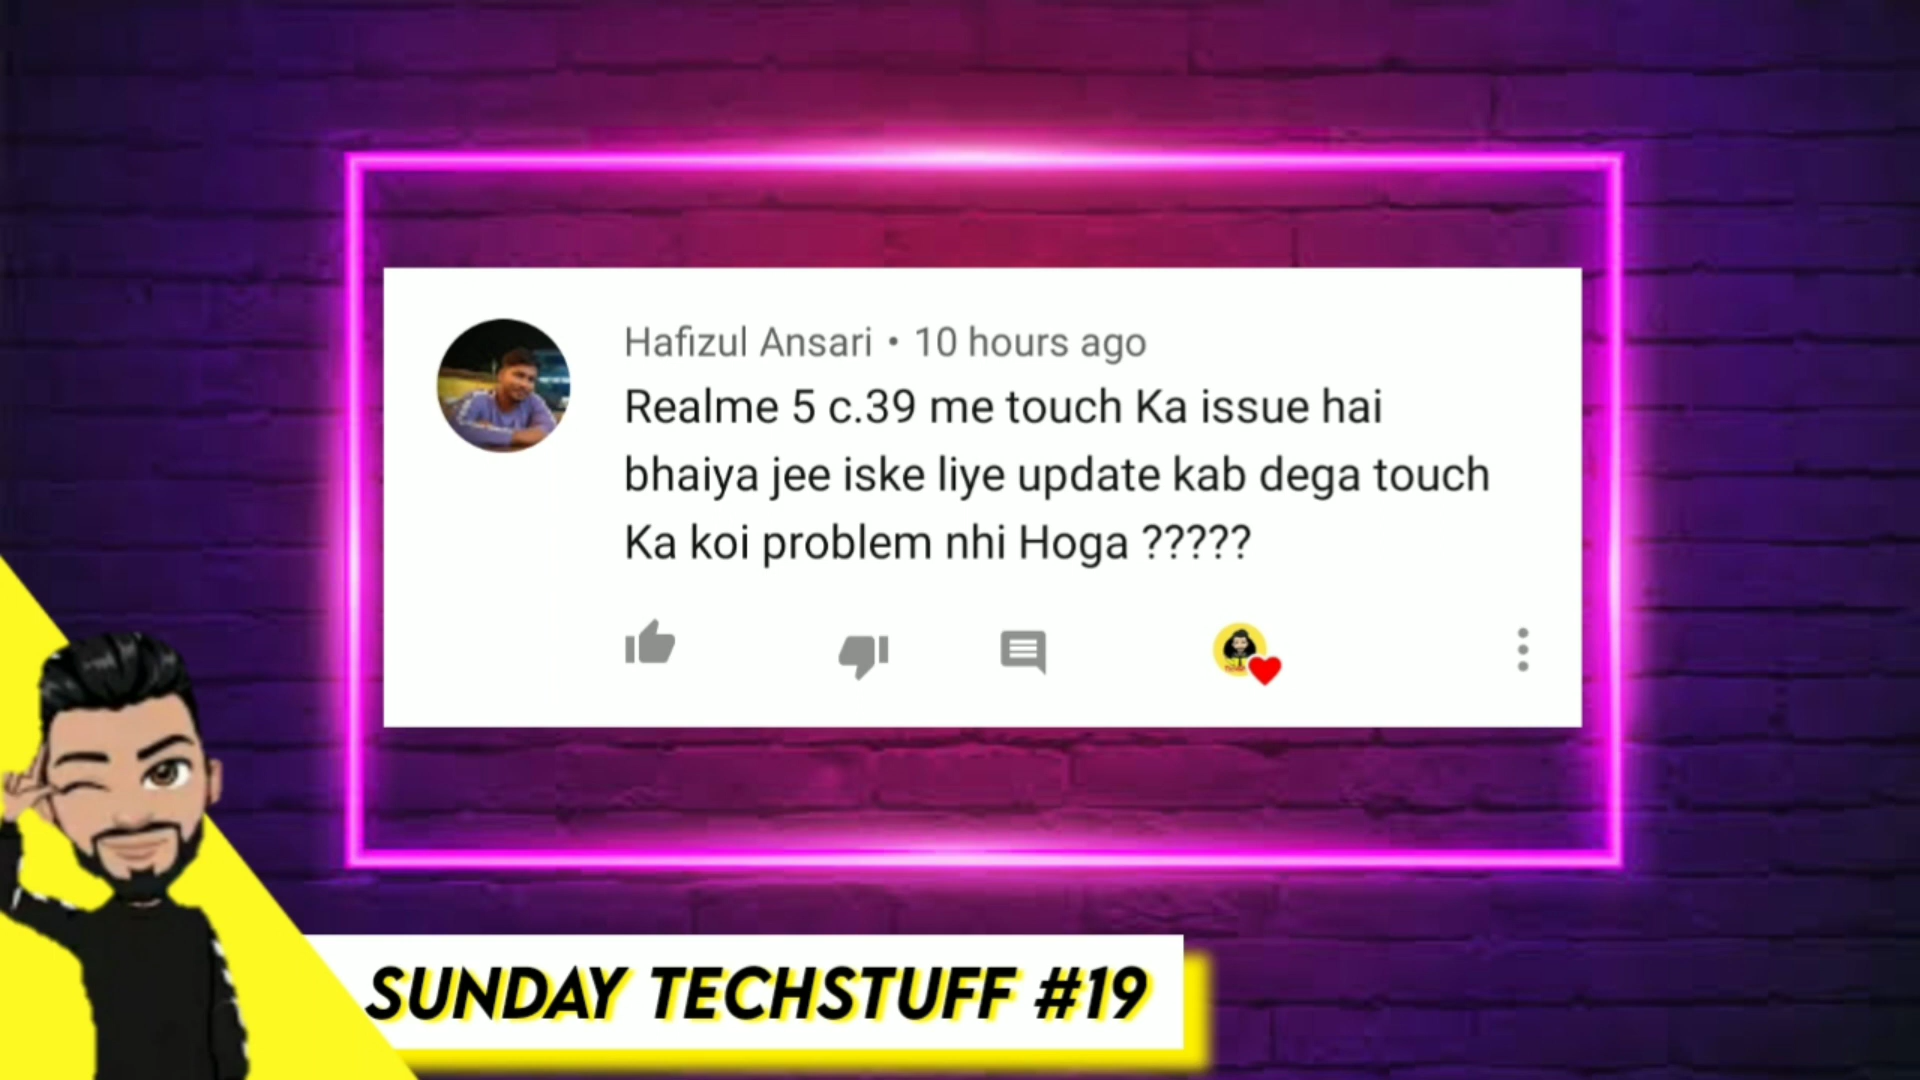 Hafizul Ansari • 10 hours ago
Realme 5 c.39 me touch Ka issue hai
bhaiya jee iske liye update kab dega touch
Ka koi problem nhi Hoga ?????
SUNDAY TECHSTUFF #19